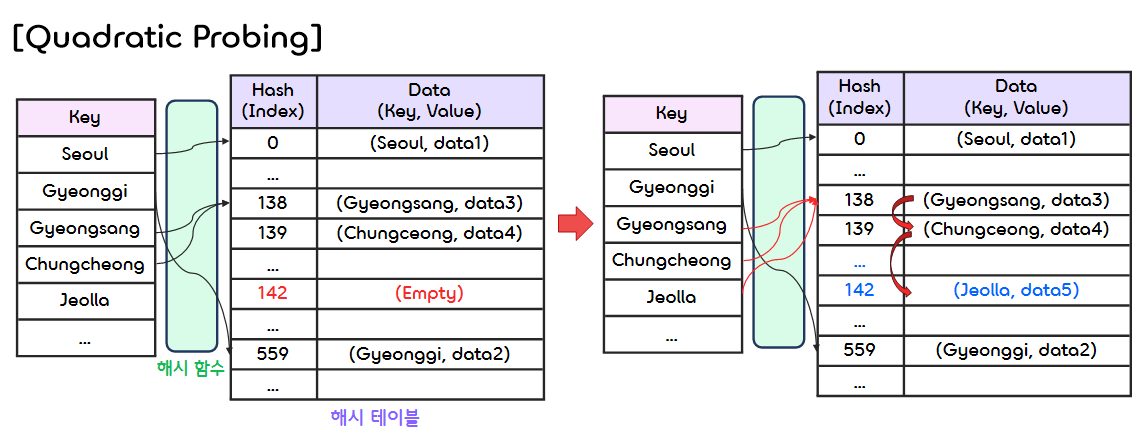 [Quadratic Probing]
Key
Seoul
Gyeonggi
Gyeongsang
Chungcheong
Jeolla
...
해시 함수
Hash
(Index)
Data
(Key, Value)
0
(Seoul, data1)
...
138
(Gyeongsang, data3)
139
(Chungceong, data4)
...
142
(Empty)
...
559
(Gyeonggi, data2)
...
해시 테이블
Key
Seoul
Gyeonggi
Gyeongsang
Chungcheong
Jeolla
...
Hash
(Index)
Data
(Key, Value)
0
(Seoul, data1)
...
138
(Gyeongsang, data3)
139
(Chungceong, data4)
...
142
(Jeolla, data5)
...
559
(Gyeonggi, data2)
...